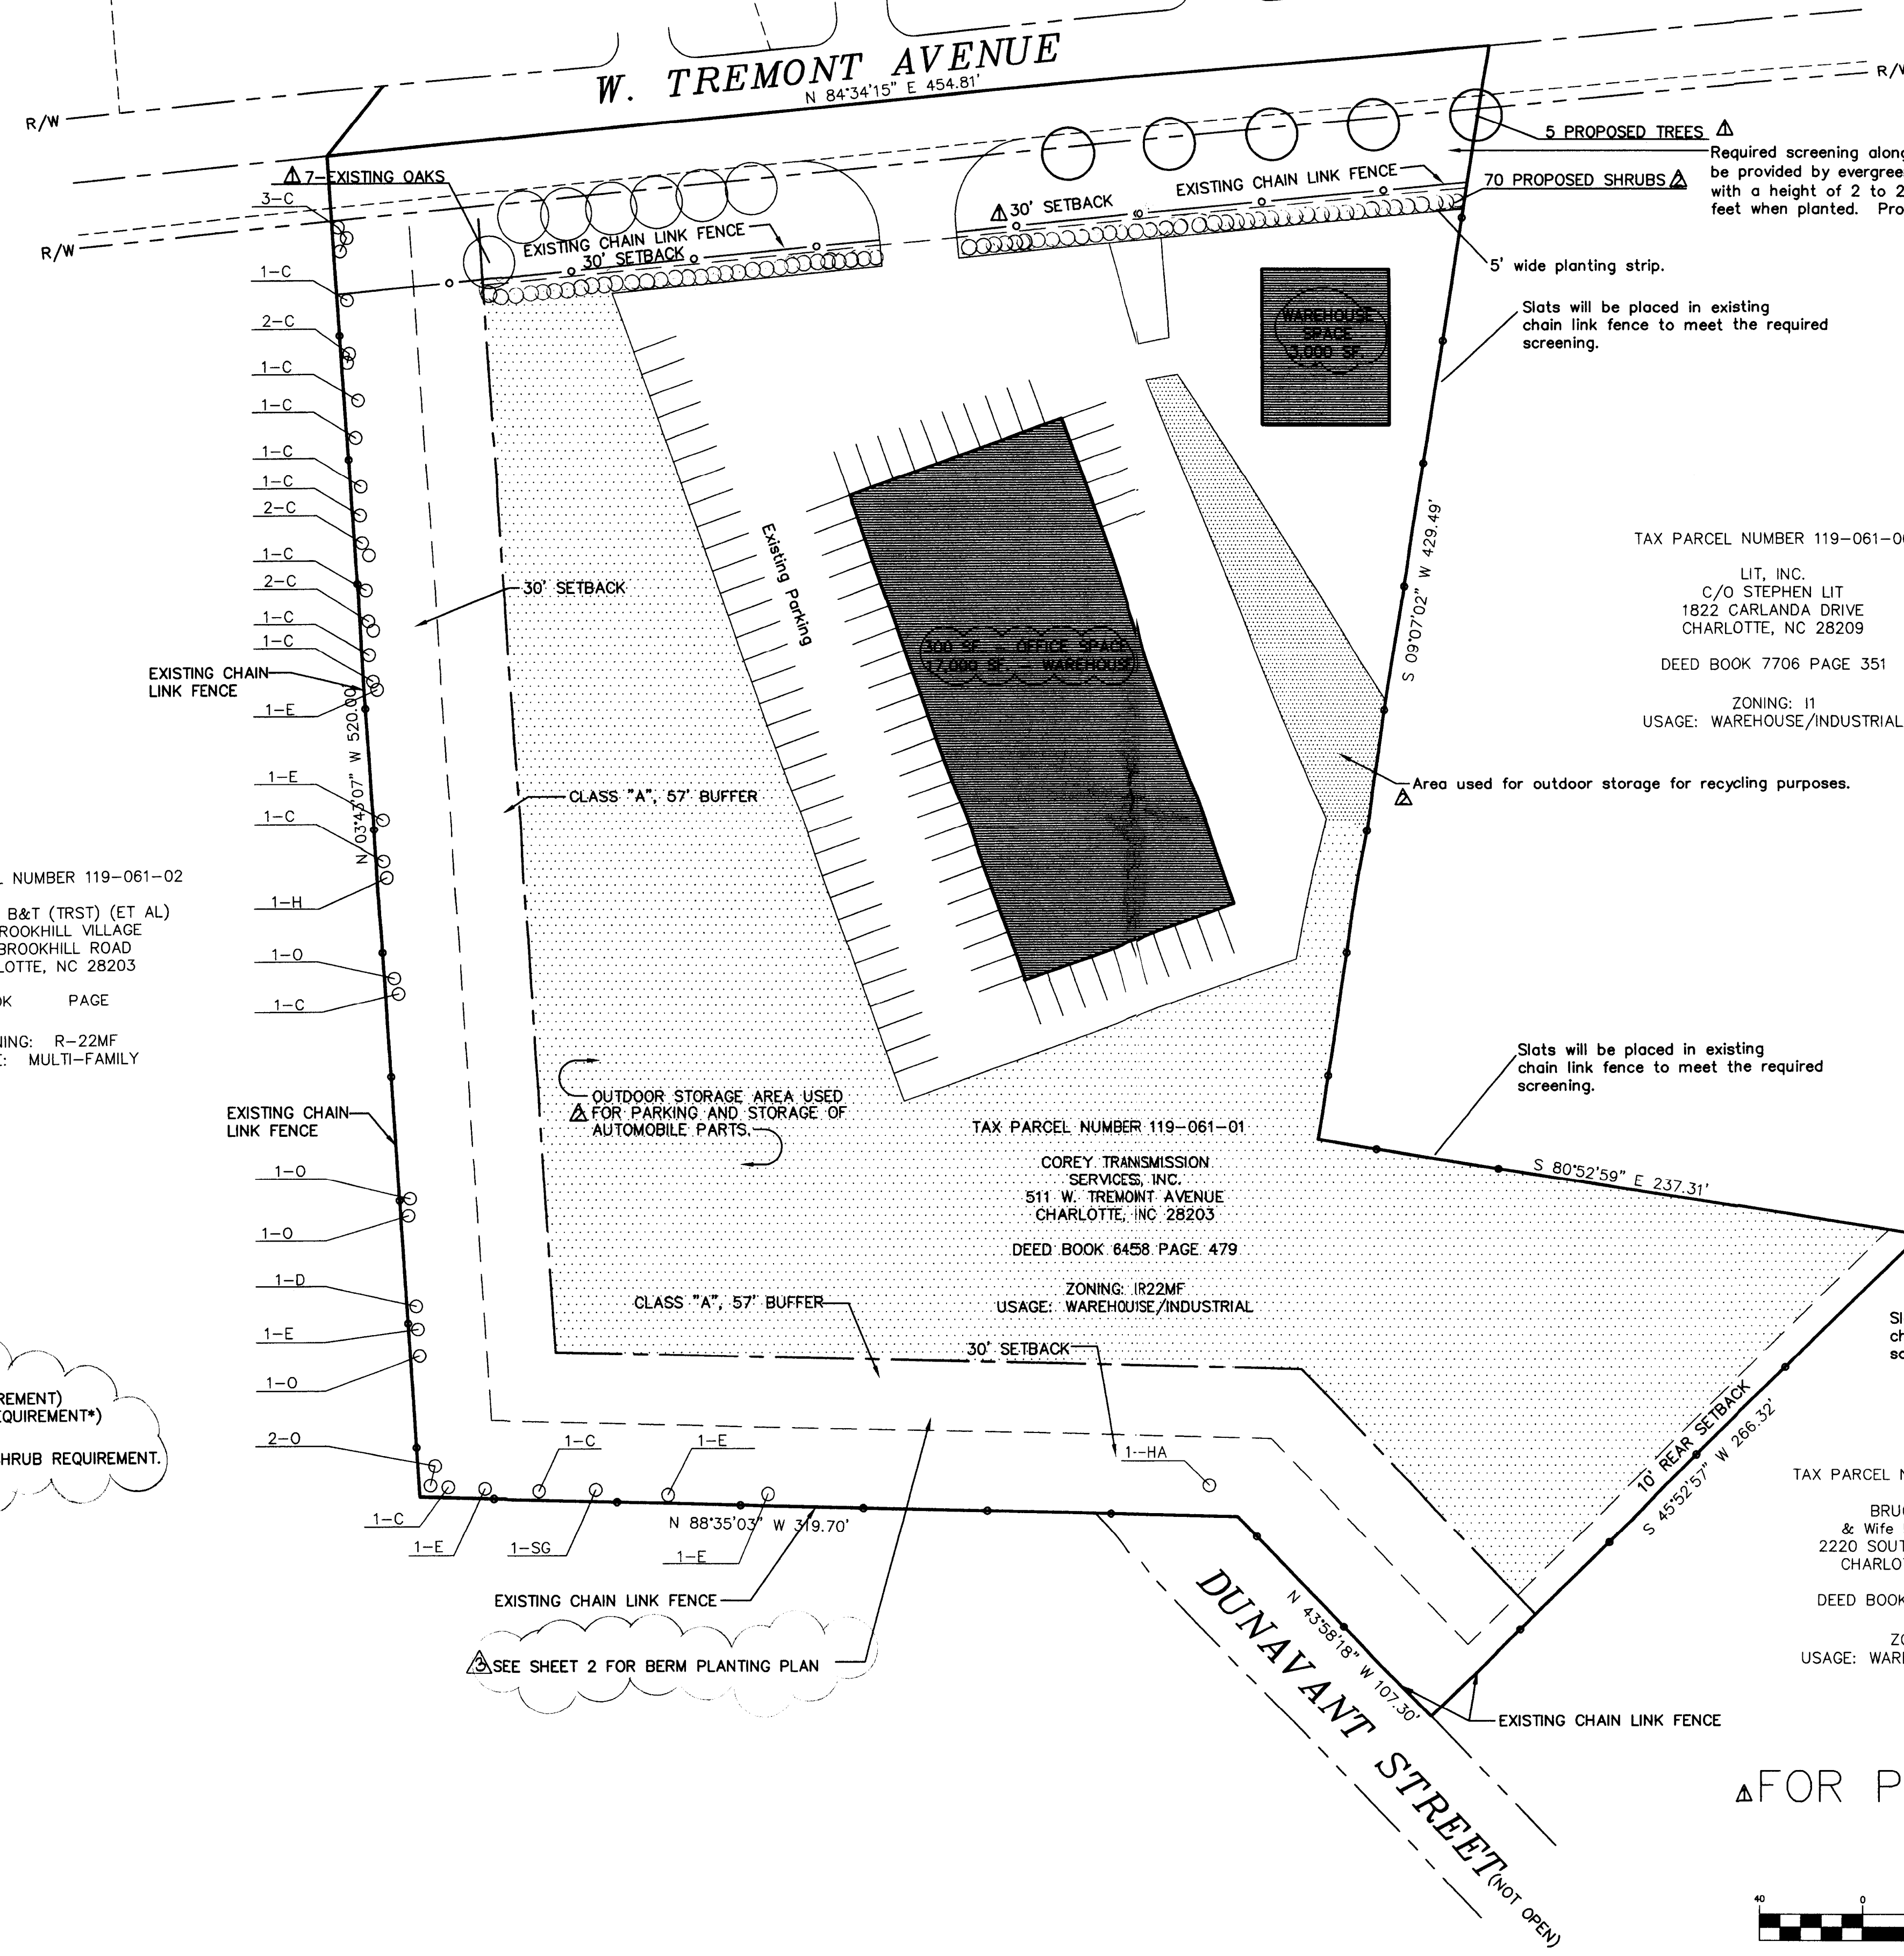 W. TREMONT AVENUE
N 84°34'15" E 454.81'
R/W
R/W
R/W
7-EXISTING OAKS
5 PROPOSED TREES
Required screening along
be provided by evergree
with a height of 2 to 2
feet when planted. Pro
70 PROPOSED SHRUBS
EXISTING CHAIN LINK FENCE
30' SETBACK
EXISTING CHAIN LINK FENCE
30' SETBACK
5' wide planting strip.
Slats will be placed in existing
chain link fence to meet the required
screening.
WAREHOUSE
SPACE
3,000 SF.
3-C
1-C
2-C
1-C
1-C
1-C
1-C
2-C
1-C
2-C
1-C
1-C
1-E
1-E
1-C
1-H
1-O
1-C
1-O
1-O
1-D
1-E
1-O
2-O
30' SETBACK
Existing Parking
S 09°07'02" W 429.49'
TAX PARCEL NUMBER 119-061-0
LIT, INC.
C/O STEPHEN LIT
1822 CARLANDA DRIVE
CHARLOTTE, NC 28209
DEED BOOK 7706 PAGE 351
ZONING: I1
USAGE: WAREHOUSE/INDUSTRIAL
OFFICE SPACE
17,000 SF. - WAREHOUSE
EXISTING CHAIN
LINK FENCE
N 03°43'07" W 520.00'
CLASS "A", 57' BUFFER
Area used for outdoor storage for recycling purposes.
NUMBER 119-061-02
B&T (TRST) (ET AL)
ROOKHILL VILLAGE
BROOKHILL ROAD
LOTTE, NC 28203
OK PAGE
NING: R-22MF
E: MULTI-FAMILY
EXISTING CHAIN
LINK FENCE
OUTDOOR STORAGE AREA USED
FOR PARKING AND STORAGE OF
AUTOMOBILE PARTS.
Slats will be placed in existing
chain link fence to meet the required
screening.
TAX PARCEL NUMBER 119-061-01
COREY TRANSMISSION
SERVICES, INC.
511 W. TREMONT AVENUE
CHARLOTTE, NC 28203
DEED BOOK 6458 PAGE 479
ZONING: IR22MF
USAGE: WAREHOUSE/INDUSTRIAL
S 80°52'59" E 237.31'
CLASS "A", 57' BUFFER
30' SETBACK
Sl
ch
sc
REMENT)
EQUIREMENT*)
HRUB REQUIREMENT.
10' REAR SETBACK
S 45°52'57" W 266.32'
1-C
1-E
1--HA
1-C
1-E
1-SG
1-E
N 88°35'03" W 319.70'
EXISTING CHAIN LINK FENCE
3 SEE SHEET 2 FOR BERM PLANTING PLAN
TAX PARCEL N
BRU
& Wife
2220 SOUT
CHARLO
DEED BOOK
ZO
USAGE: WAR
N 43°58'18" W 107.30'
EXISTING CHAIN LINK FENCE
DUNAVANT STREET (NOT OPEN)
FOR P
40 0